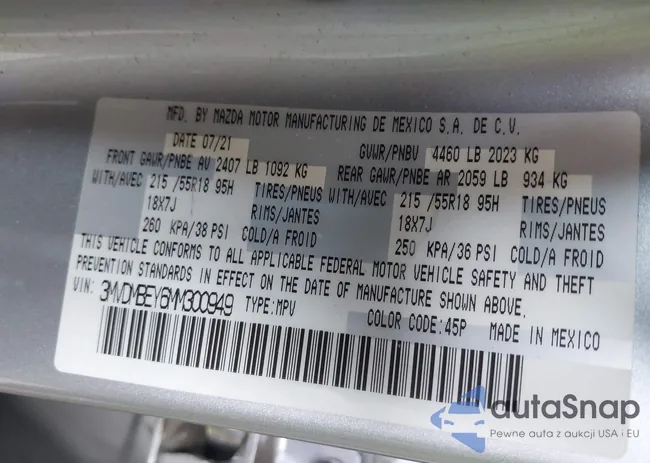 MFD. BY MAZDA MOTOR MANUFACTURING DE MEXICO S.A. DE C.V.
DATE 07/21 GVWR/PNBV 4460 LB 2023 KG
FRONT GAWR/PNBE AV 2407 LB 1092 KG REAR GAWR/PNBE AR 2059 LB 934 KG
WITH/AVEC 215 /55R18 95H TIRES/PNEUS WITH/AVEC 215 /55R18 95H TIRES/PNEUS
18X7J RIMS/JANTES 18X7J RIMS/JANTES
260 KPA/38 PSI COLD/A FROID 250 KPA/36 PSI COLD/A FROID
THIS VEHICLE CONFORMS TO ALL APPLICABLE FEDERAL MOTOR VEHICLE SAFETY AND THEFT
PREVENTION STANDARDS IN EFFECT ON THE DATE OF MANUFACTURE SHOWN ABOVE.
VIN: 3MVDMBEY6MM300949 TYPE:MPV
COLOR CODE:45P MADE IN MEXICO
autoSnap
Pewne auta z aukcji USA i EU